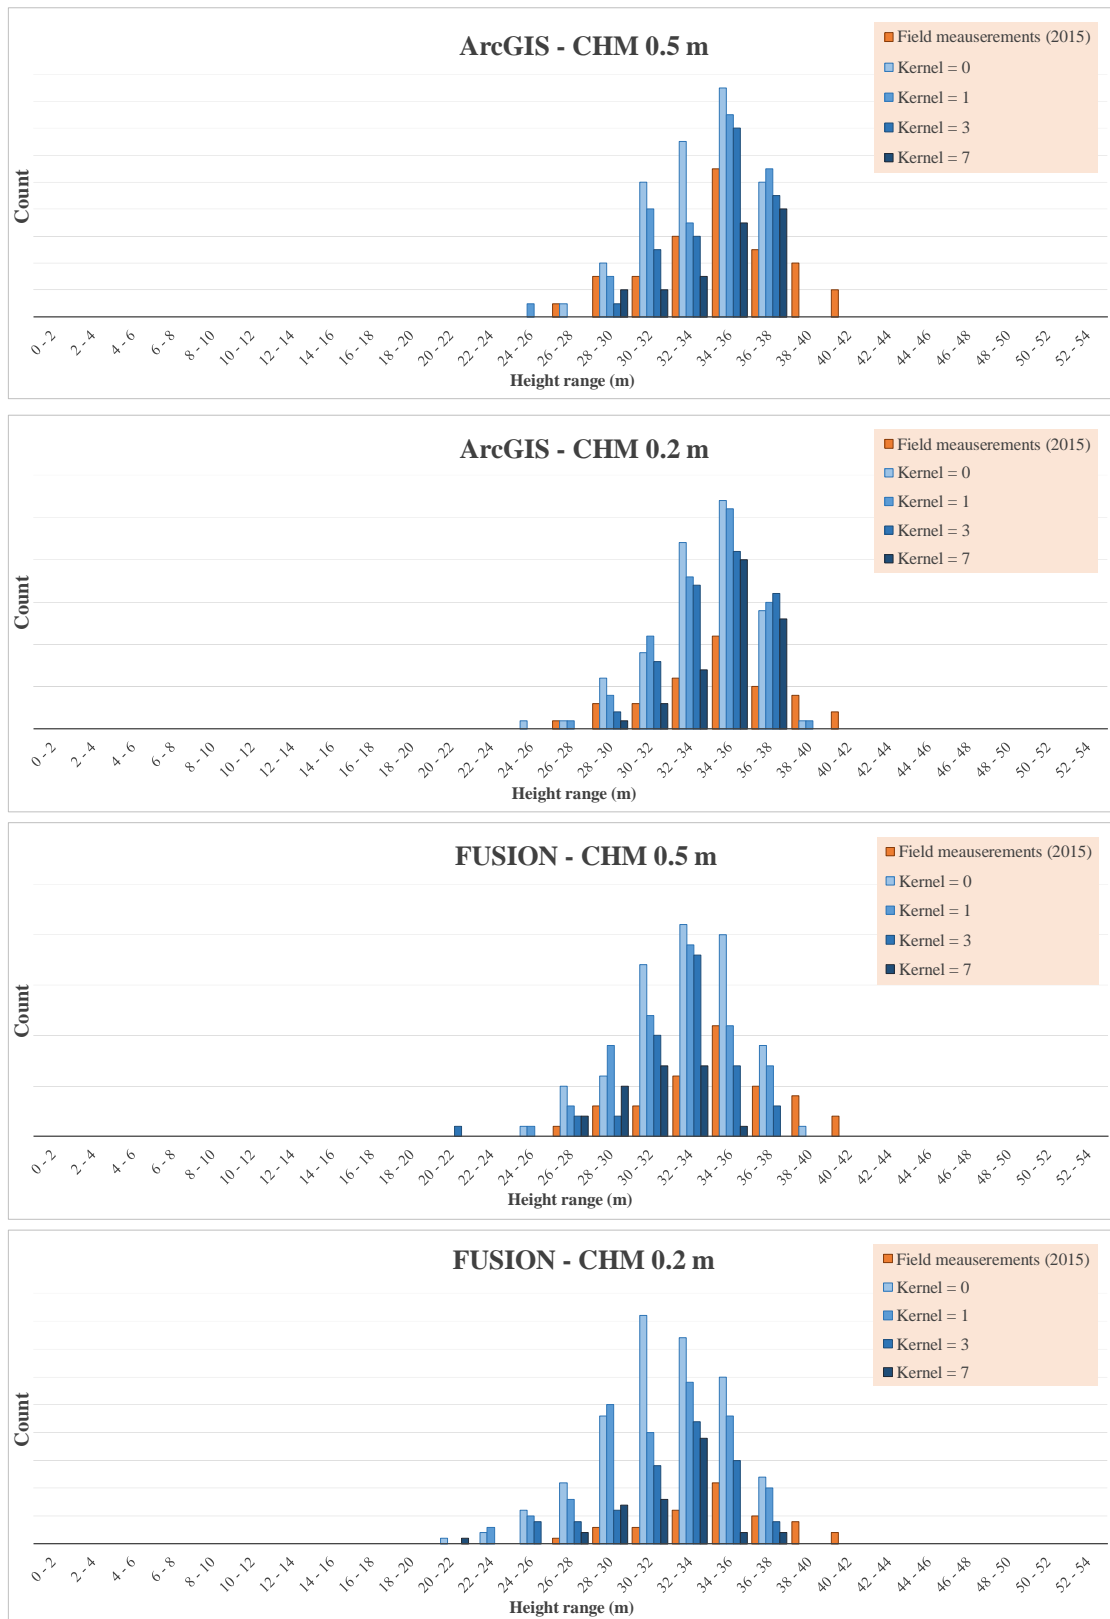 ArcGIS - CHM 0.5 m
Field meauserements (2015)
Kernel = 0
Kernel = 1
Kernel = 3
Kernel = 7
Count
0 - 2
2 - 4
4 - 6
6 - 8
8 - 10
10 - 12
12 - 14
14 - 16
16 - 18
18 - 20
20 - 22
22 - 24
24 - 26
26 - 28
28 - 30
30 - 32
32 - 34
34 - 36
36 - 38
38 - 40
40 - 42
42 - 44
44 - 46
46 - 48
48 - 50
50 - 52
52 - 54
Height range (m)
ArcGIS - CHM 0.2 m
Field meauserements (2015)
Kernel = 0
Kernel = 1
Kernel = 3
Kernel = 7
Count
0 - 2
2 - 4
4 - 6
6 - 8
8 - 10
10 - 12
12 - 14
14 - 16
16 - 18
18 - 20
20 - 22
22 - 24
24 - 26
26 - 28
28 - 30
30 - 32
32 - 34
34 - 36
36 - 38
38 - 40
40 - 42
42 - 44
44 - 46
46 - 48
48 - 50
50 - 52
52 - 54
Height range (m)
FUSION - CHM 0.5 m
Field meauserements (2015)
Kernel = 0
Kernel = 1
Kernel = 3
Kernel = 7
Count
0 - 2
2 - 4
4 - 6
6 - 8
8 - 10
10 - 12
12 - 14
14 - 16
16 - 18
18 - 20
20 - 22
22 - 24
24 - 26
26 - 28
28 - 30
30 - 32
32 - 34
34 - 36
36 - 38
38 - 40
40 - 42
42 - 44
44 - 46
46 - 48
48 - 50
50 - 52
52 - 54
Height range (m)
FUSION - CHM 0.2 m
Field meauserements (2015)
Kernel = 0
Kernel = 1
Kernel = 3
Kernel = 7
Count
0 - 2
2 - 4
4 - 6
6 - 8
8 - 10
10 - 12
12 - 14
14 - 16
16 - 18
18 - 20
20 - 22
22 - 24
24 - 26
26 - 28
28 - 30
30 - 32
32 - 34
34 - 36
36 - 38
38 - 40
40 - 42
42 - 44
44 - 46
46 - 48
48 - 50
50 - 52
52 - 54
Height range (m)